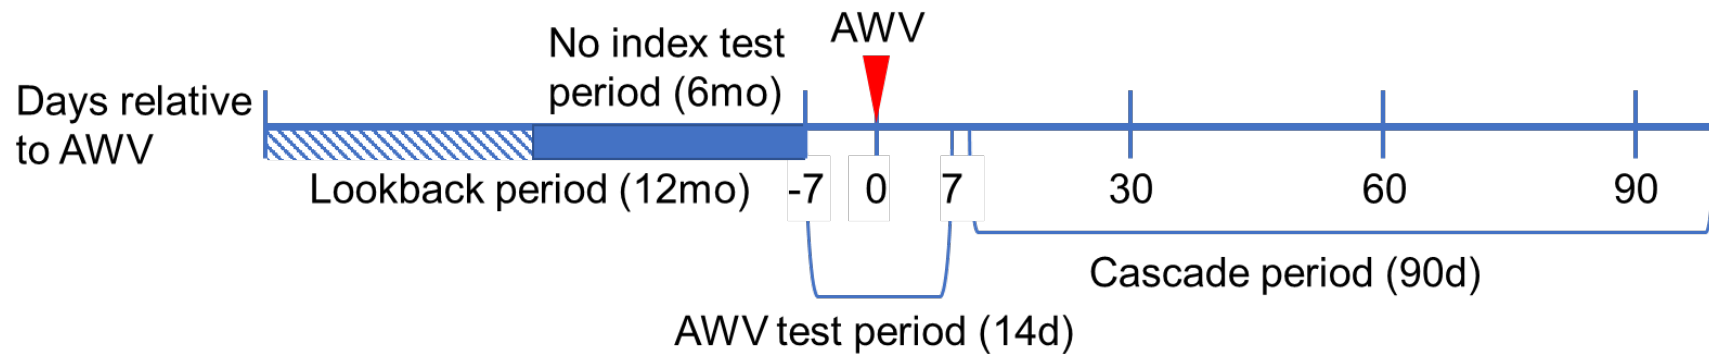 No index test
period (6mo)
AWV
Days relative
to AWV
Lookback period (12mo)
-7
0
7
30
60
90
Cascade period (90d)
AWV test period (14d)